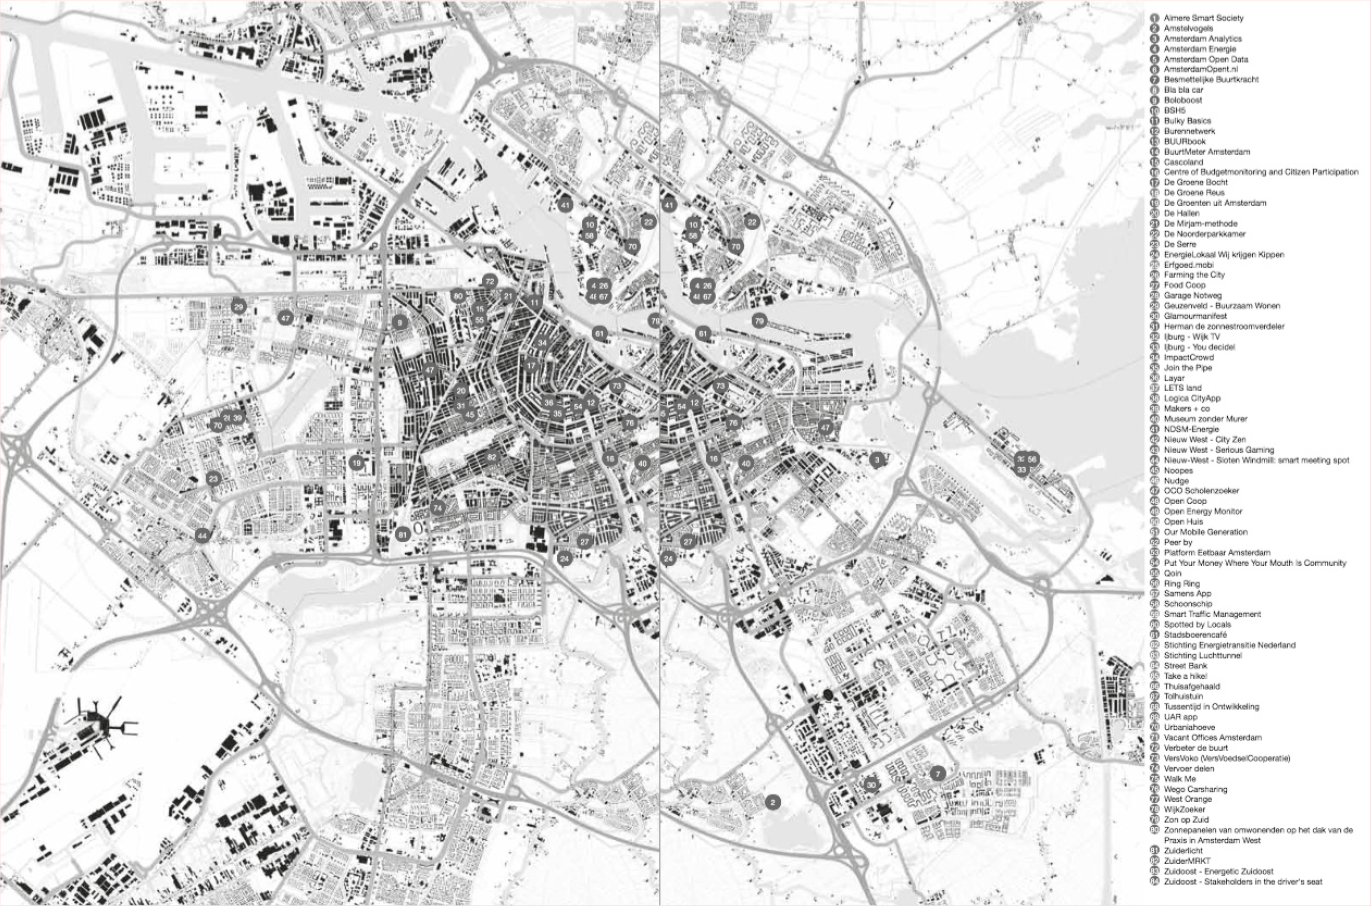 1 Almere Smart Society
2 Amstelvogels
3 Amsterdam Analytics
4 Amsterdam Energie
5 Amsterdam Open Data
6 AmsterdamOpent.nl
7 Besmettelijke Buurtkracht
8 Bla bla car
9 Boloboost
10 BSH5
11 Bulky Basics
12 Burennetwerk
13 BUURbook
14 BuurtMeter Amsterdam
15 Cascoland
16 Centre of Budgetmonitoring and Citizen Participation
17 De Groene Bocht
18 De Groene Reus
19 De Groenten uit Amsterdam
20 De Hallen
21 De Mirjam-methode
22 De Noorderparkkamer
23 De Serre
24 EnergieLokaal Wij krijgen Kippen
25 Erfgoed.mobi
26 Farming the City
27 Food Coop
28 Garage Notweg
29 Geuzenveld - Buurzaam Wonen
30 Glamourmanifest
31 Herman de zonnestroomverdeler
32 Ijburg - Wijk TV
33 Ijburg - You decide!
34 ImpactCrowd
35 Join the Pipe
36 Layar
37 LETS land
38 Logica CityApp
39 Makers + co
40 Museum zonder Murer
41 NDSM-Energie
42 Nieuw West - City Zen
43 Nieuw West - Serious Gaming
44 Nieuw-West - Sloten Windmill: smart meeting spot
45 Noopes
46 Nudge
47 OCO Scholenzoeker
48 Open Coop
49 Open Energy Monitor
50 Open Huis
51 Our Mobile Generation
52 Peer by
53 Platform Eetbaar Amsterdam
54 Put Your Money Where Your Mouth is Community
55 Qoin
56 Ring Ring
57 Samens App
58 Schoonschip
59 Smart Traffic Management
60 Spotted by Locals
61 Stadsboerencafé
62 Stichting Energietransitie Nederland
63 Stichting Luchttunnel
64 Street Bank
65 Take a hike!
66 Thuisafgehaald
67 Tolhuistuin
68 Tussentijd in Ontwikkeling
69 UAR app
70 Urbaniahoeve
71 Vacant Offices Amsterdam
72 Verbeter de buurt
73 VersVoko (VersVoedselCooperatie)
74 Vervoer delen
75 Walk Me
76 Wego Carsharing
77 West Orange
78 WijkZoeker
79 Zon op Zuid
80 Zonnepanelen van omwonenden op het dak van de
Praxis in Amsterdam West
81 Zuiderlicht
82 ZuiderMRKT
83 Zuidoost - Energetic Zuidoost
84 Zuidoost - Stakeholders in the driver's seat